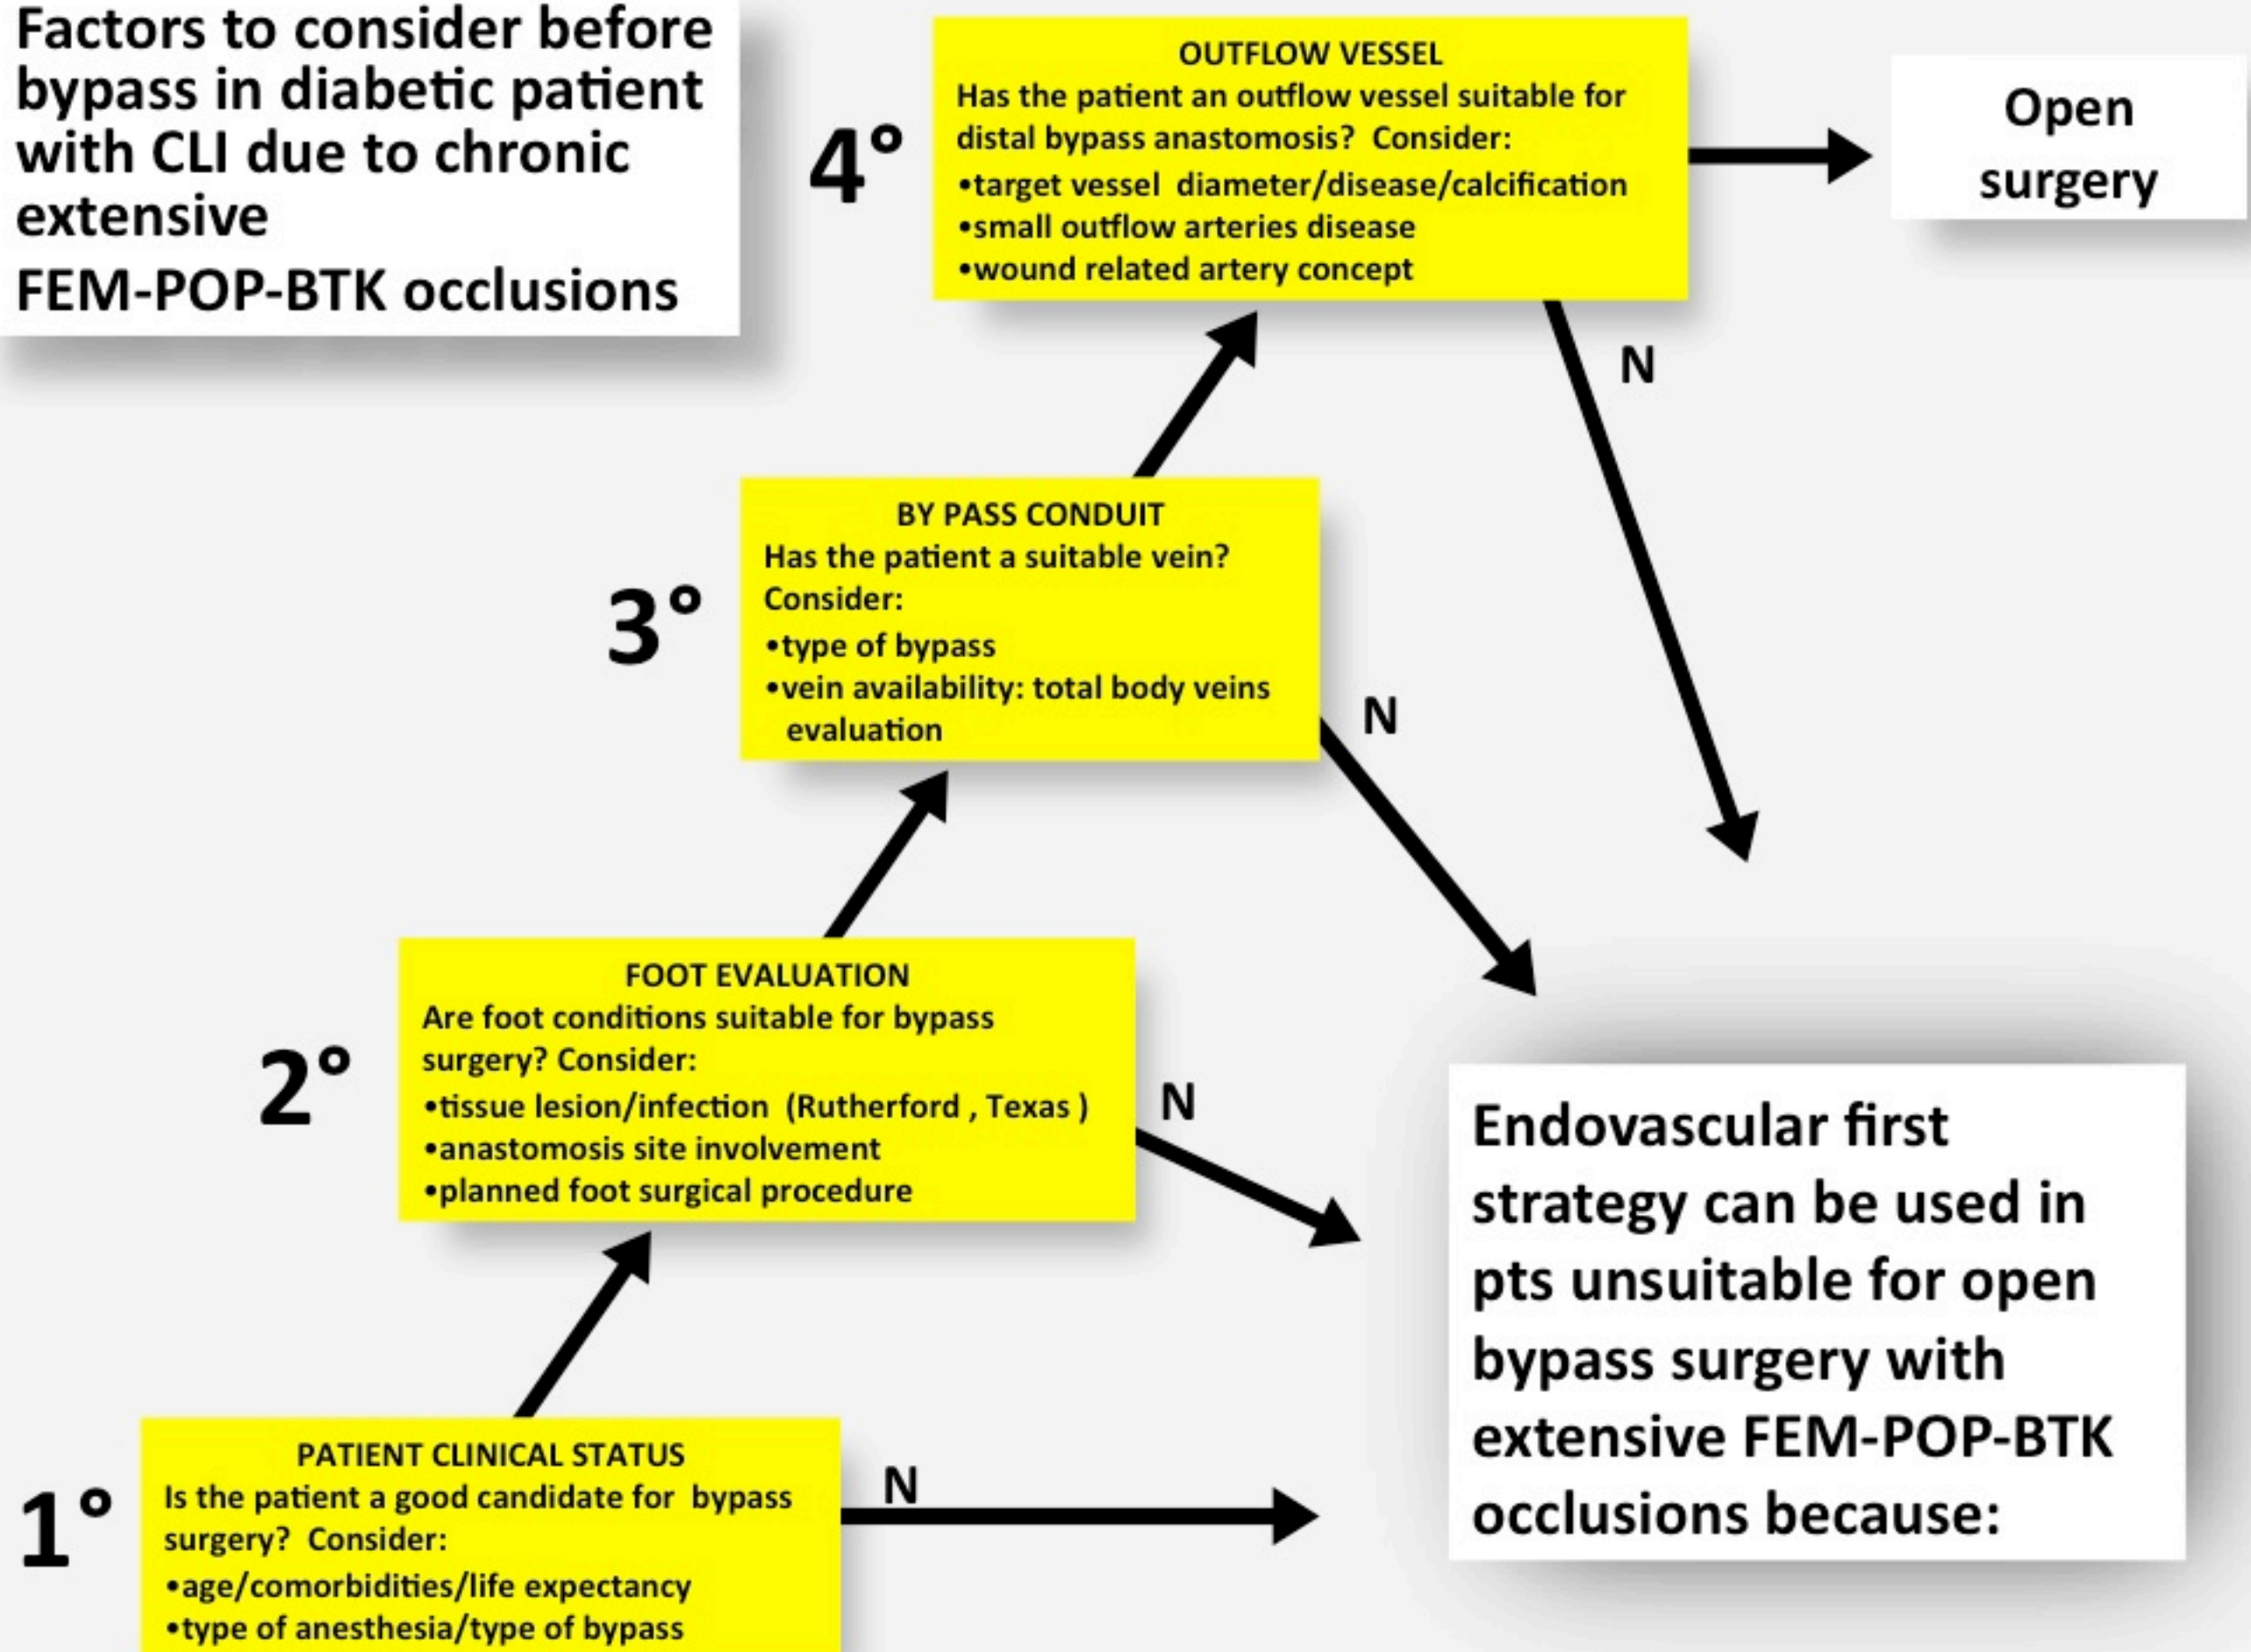 Factors to consider before
bypass in diabetic patient
with CLI due to chronic
extensive
FEM-POP-BTK occlusions
4°
OUTFLOW VESSEL
Has the patient an outflow vessel suitable for
distal bypass anastomosis? Consider:
•target vessel diameter/disease/calcification
•small outflow arteries disease
•wound related artery concept
Open
surgery
N
3°
BY PASS CONDUIT
Has the patient a suitable vein?
Consider:
•type of bypass
•vein availability: total body veins
evaluation
N
2°
FOOT EVALUATION
Are foot conditions suitable for bypass
surgery? Consider:
•tissue lesion/infection (Rutherford , Texas )
•anastomosis site involvement
•planned foot surgical procedure
N
1°
PATIENT CLINICAL STATUS
Is the patient a good candidate for bypass
surgery? Consider:
•age/comorbidities/life expectancy
•type of anesthesia/type of bypass
N
Endovascular first
strategy can be used in
pts unsuitable for open
bypass surgery with
extensive FEM-POP-BTK
occlusions because: